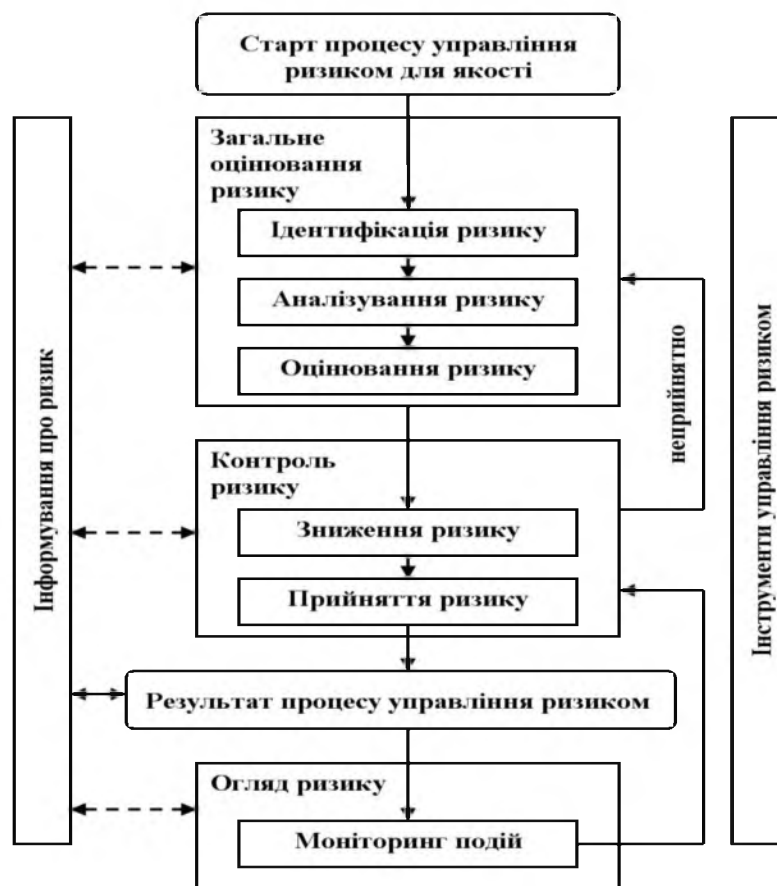 Старт процесу управління
ризиком для якості
Інформування про ризик
Загальне
оцінювання
ризику
Ідентифікація ризику
Аналізування ризику
Оцінювання ризику
неприйнятно
Інструменти управління ризиком
Контроль
ризику
Зниження ризику
Прийняття ризику
Результат процесу управління ризиком
Огляд ризику
Моніторинг подій